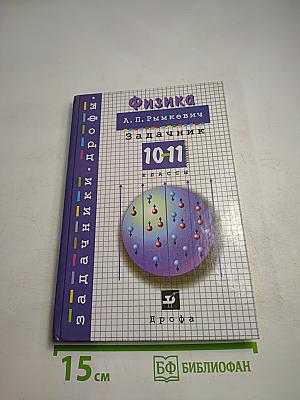 Физика
А.П.Рымкевич
Задачник
10-11
классы
Дрофа
задачники·дрофы·
15 см
БФ БИБЛИОФАН